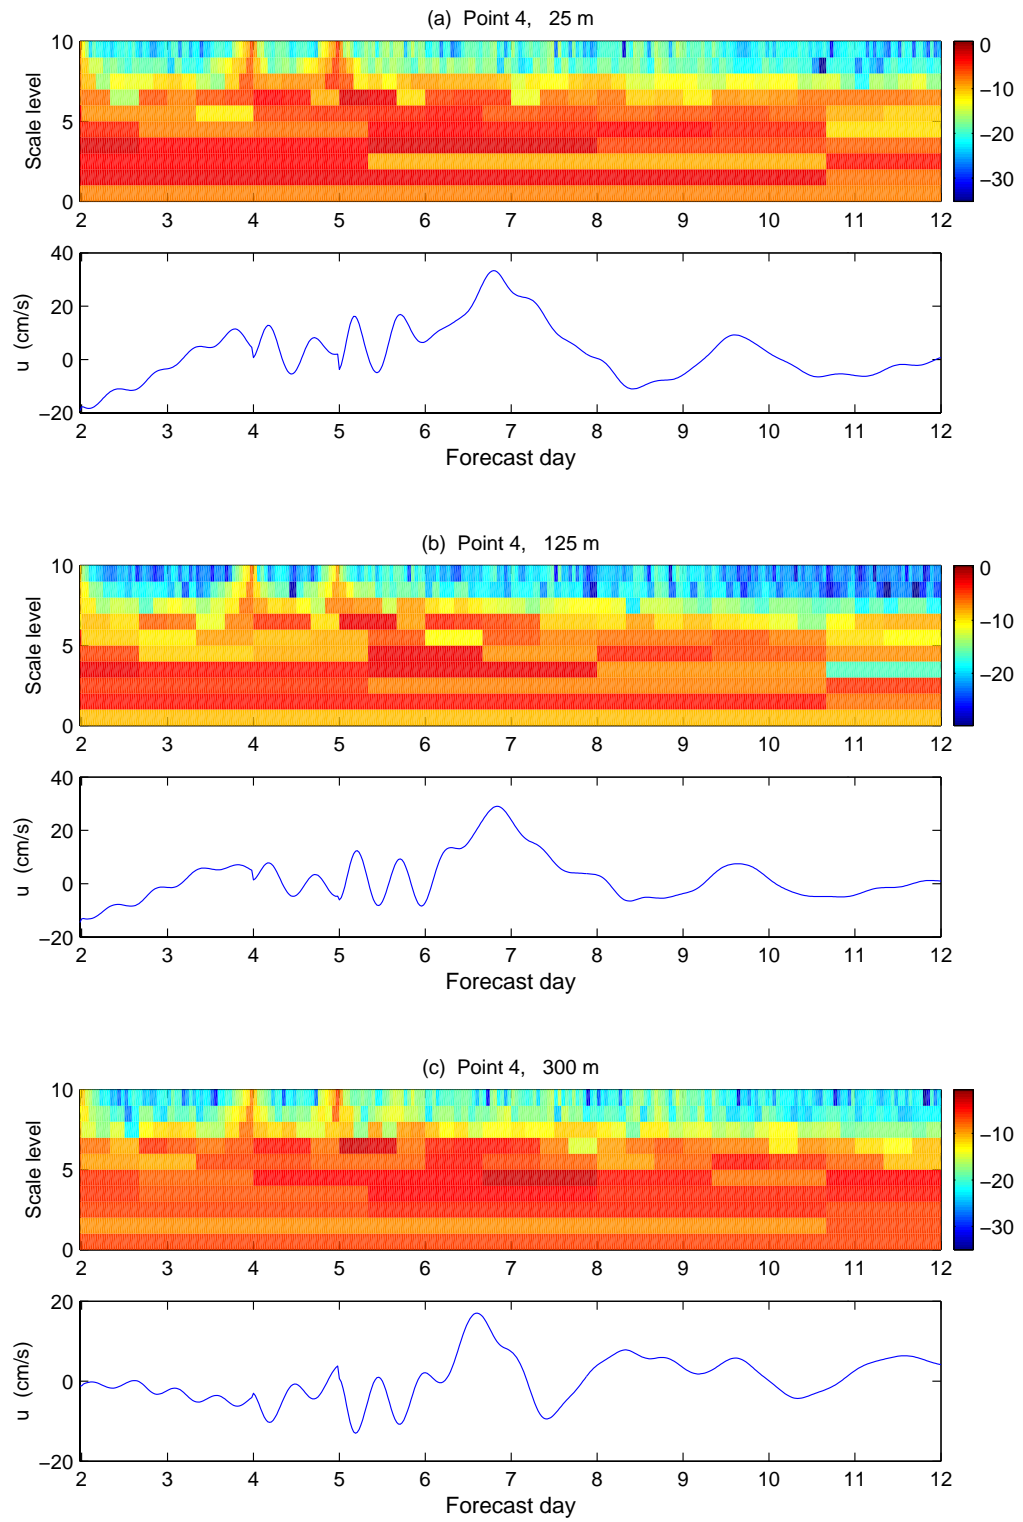 (a) Point 4, 25 m
10
5
0
Scale level
2 3 4 5 6 7 8 9 10 11 12
0
−10
−20
−30
40
20
0
−20
u (cm/s)
2 3 4 5 6 7 8 9 10 11 12
Forecast day
(b) Point 4, 125 m
10
5
0
Scale level
2 3 4 5 6 7 8 9 10 11 12
0
−10
−20
40
20
0
−20
u (cm/s)
2 3 4 5 6 7 8 9 10 11 12
Forecast day
(c) Point 4, 300 m
10
5
0
Scale level
2 3 4 5 6 7 8 9 10 11 12
−10
−20
−30
20
0
−20
u (cm/s)
2 3 4 5 6 7 8 9 10 11 12
Forecast day